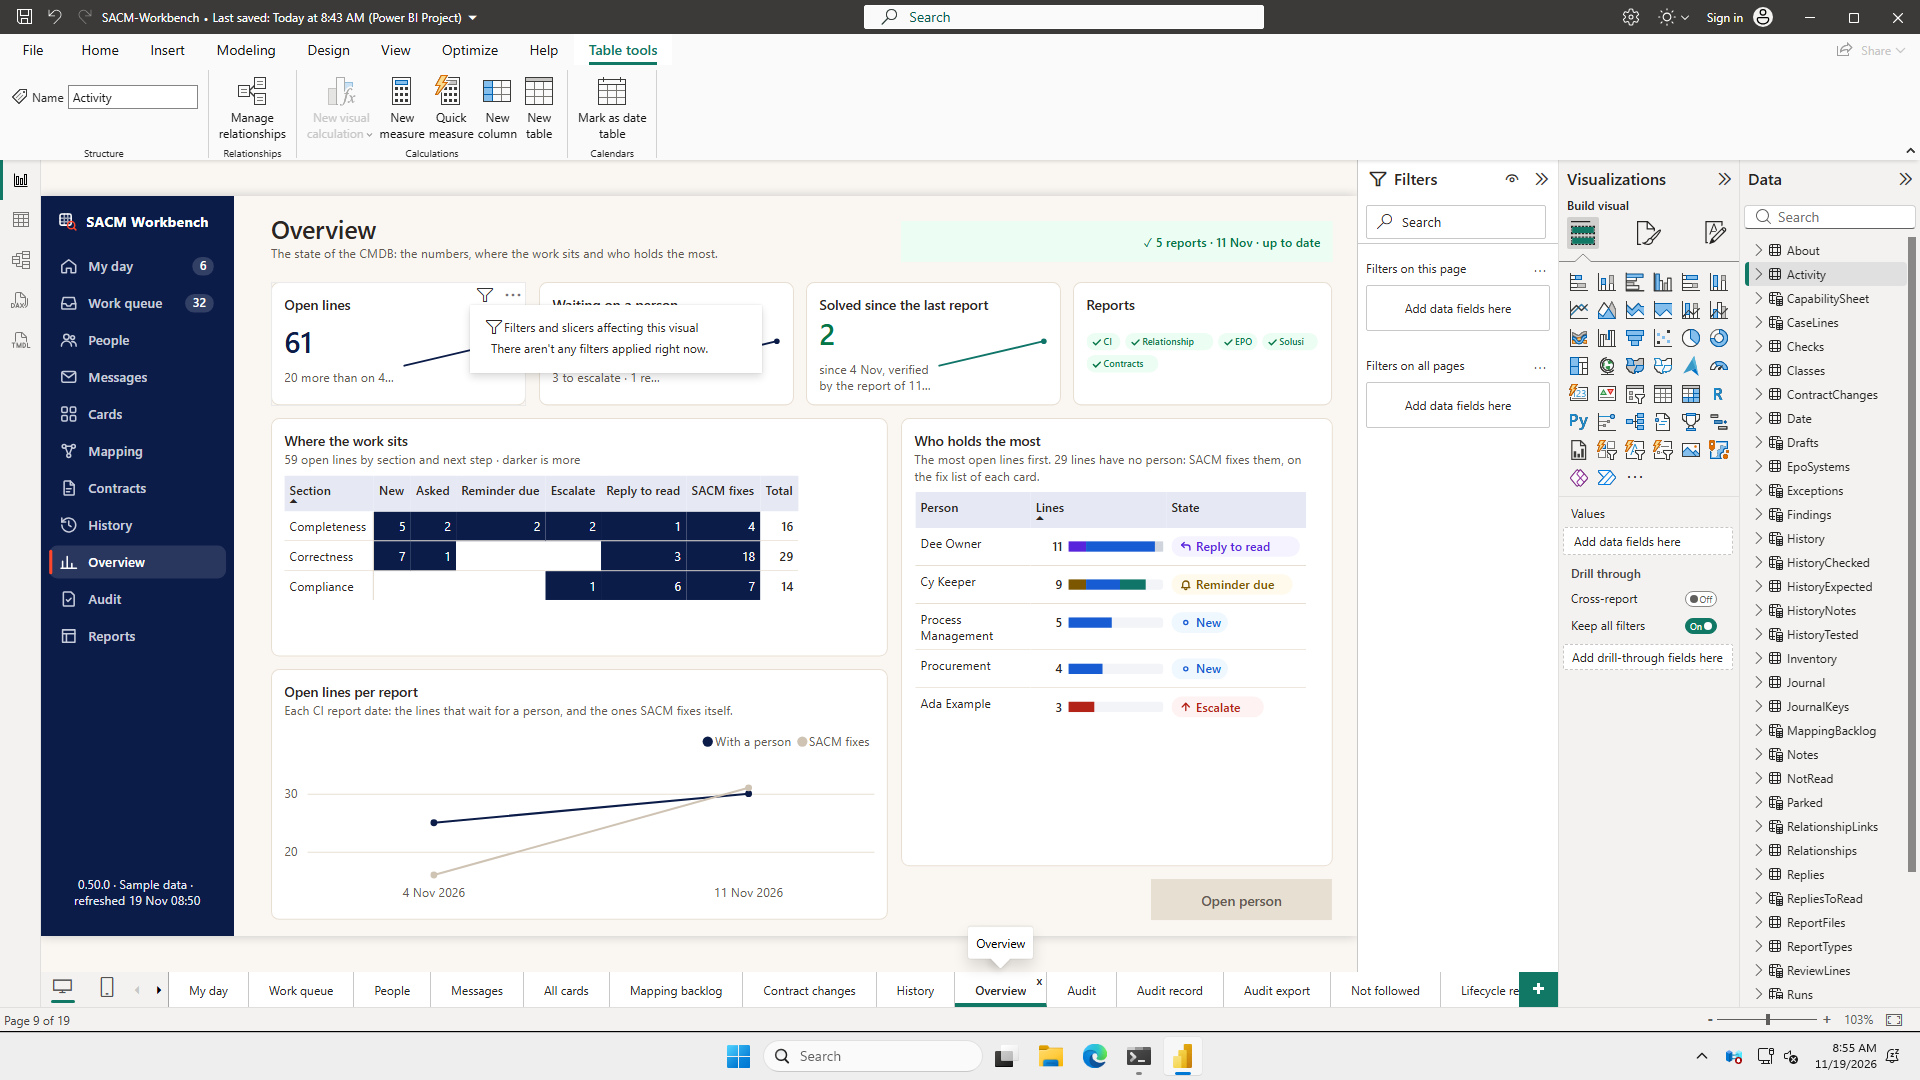 SACM-Workbench • Last saved: Today at 8:43 AM (Power BI Project)
Search
Sign in
File
Home
Insert
Modeling
Design
View
Optimize
Help
Table tools
Share
Name
Activity
Structure
Manage relationships
Relationships
New visual calculation
New measure
Quick measure
New column
New table
Calculations
Mark as date table
Calendars
SACM Workbench
My day 6
Work queue 32
People
Messages
Cards
Mapping
Contracts
History
Overview
Audit
Reports
0.50.0 · Sample data ·
refreshed 19 Nov 08:50
Overview
The state of the CMDB: the numbers, where the work sits and who holds the most.
✓ 5 reports · 11 Nov · up to date
Open lines
61
20 more than on 4...
Waiting on a person
3 to escalate · 1 re...
Filters and slicers affecting this visual
There aren't any filters applied right now.
Solved since the last report
2
since 4 Nov, verified
by the report of 11...
Reports
CI
Relationship
EPO
Solusi
Contracts
Where the work sits
59 open lines by section and next step · darker is more
Section New Asked Reminder due Escalate Reply to read SACM fixes Total
Completeness 5 2 2 2 1 4 16
Correctness 7 1 3 18 29
Compliance 1 6 7 14
Open lines per report
Each CI report date: the lines that wait for a person, and the ones SACM fixes itself.
With a person SACM fixes
30
20
4 Nov 2026
11 Nov 2026
Who holds the most
The most open lines first. 29 lines have no person: SACM fixes them, on
the fix list of each card.
Person Lines State
Dee Owner 11 Reply to read
Cy Keeper 9 Reminder due
Process Management 5 New
Procurement 4 New
Ada Example 3 Escalate
Open person
Overview
Filters
Search
Filters on this page
...
Add data fields here
Filters on all pages
...
Add data fields here
Visualizations
Build visual
Values
Add data fields here
Drill through
Cross-report
Off
Keep all filters
On
Add drill-through fields here
Data
Search
About
Activity
CapabilitySheet
CaseLines
Checks
Classes
ContractChanges
Date
Drafts
EpoSystems
Exceptions
Findings
History
HistoryChecked
HistoryExpected
HistoryNotes
HistoryTested
Inventory
Journal
JournalKeys
MappingBacklog
Notes
NotRead
Parked
RelationshipLinks
Relationships
Replies
RepliesToRead
ReportFiles
ReportTypes
ReviewLines
Runs
My day
Work queue
People
Messages
All cards
Mapping backlog
Contract changes
History
Overview
x
Audit
Audit record
Audit export
Not followed
Lifecycle re
+
Page 9 of 19
- + 103%
Search
8:55 AM
11/19/2026